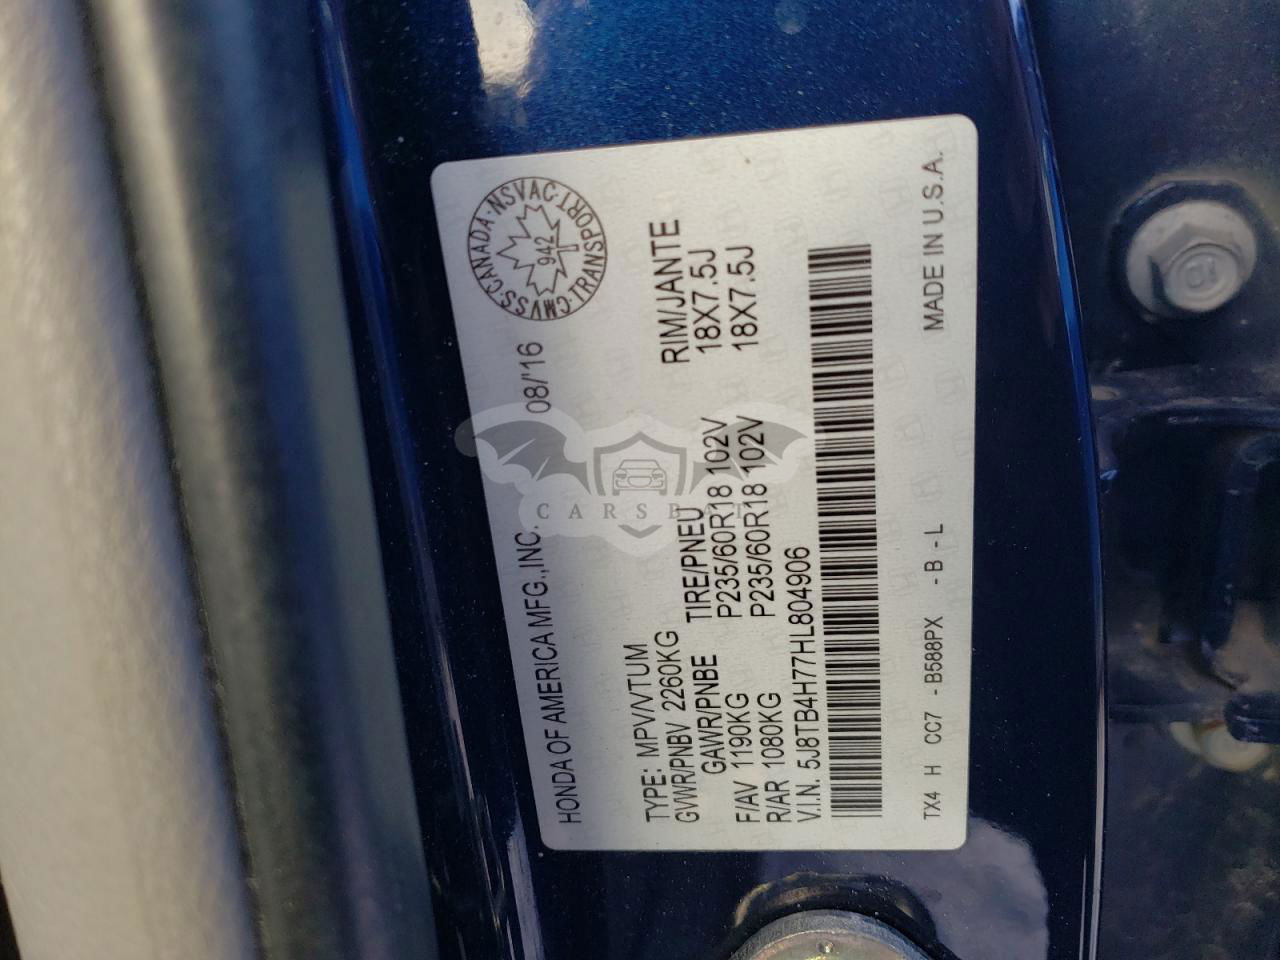 HONDA OF AMERICA MFG.,INC. 08/'16
CMVSS·CANADA·NSVAC·TRANSPORT
942
TYPE: MPV/VTUM
GVWR/PNBV 2260KG
GAWR/PNBE TIRE/PNEU RIM/JANTE
F/AV 1190KG P235/60R18 102V 18X7.5J
R/AR 1080KG P235/60R18 102V 18X7.5J
V.I.N. 5J8TB4H77HL804906
TX4 H CC7 -B588PX -B-L MADE IN U.S.A.
CARSBAT